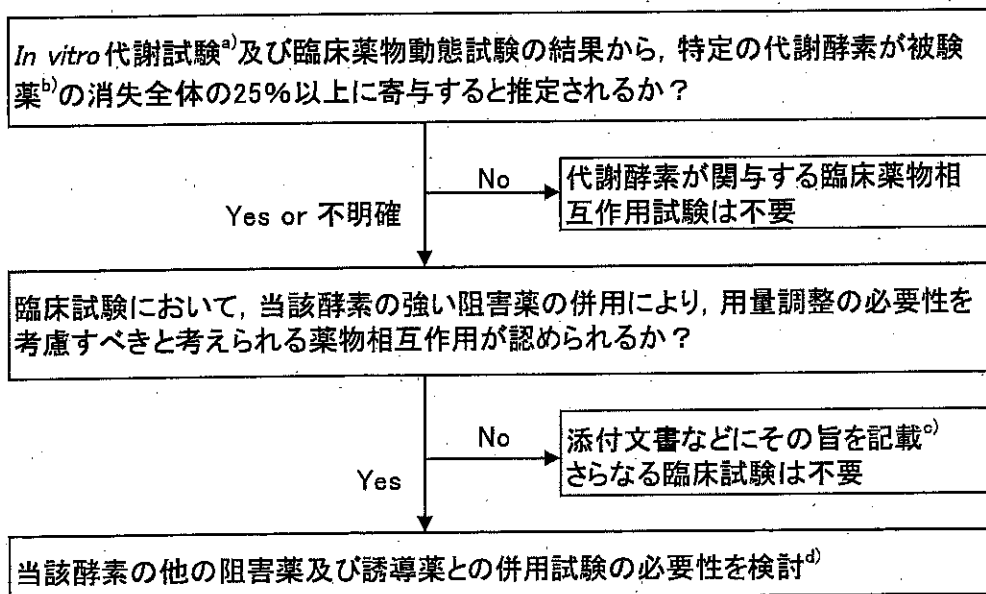 In vitro代謝試験a)及び臨床薬物動態試験の結果から，特定の代謝酵素が被験
薬b)の消失全体の25%以上に寄与すると推定されるか？
No
代謝酵素が関与する臨床薬物相
互作用試験は不要
Yes or 不明確
臨床試験において，当該酵素の強い阻害薬の併用により，用量調整の必要性を
考慮すべきと考えられる薬物相互作用が認められるか？
No
添付文書などにその旨を記載c)
さらなる臨床試験は不要
Yes
当該酵素の他の阻害薬及び誘導薬との併用試験の必要性を検討d)